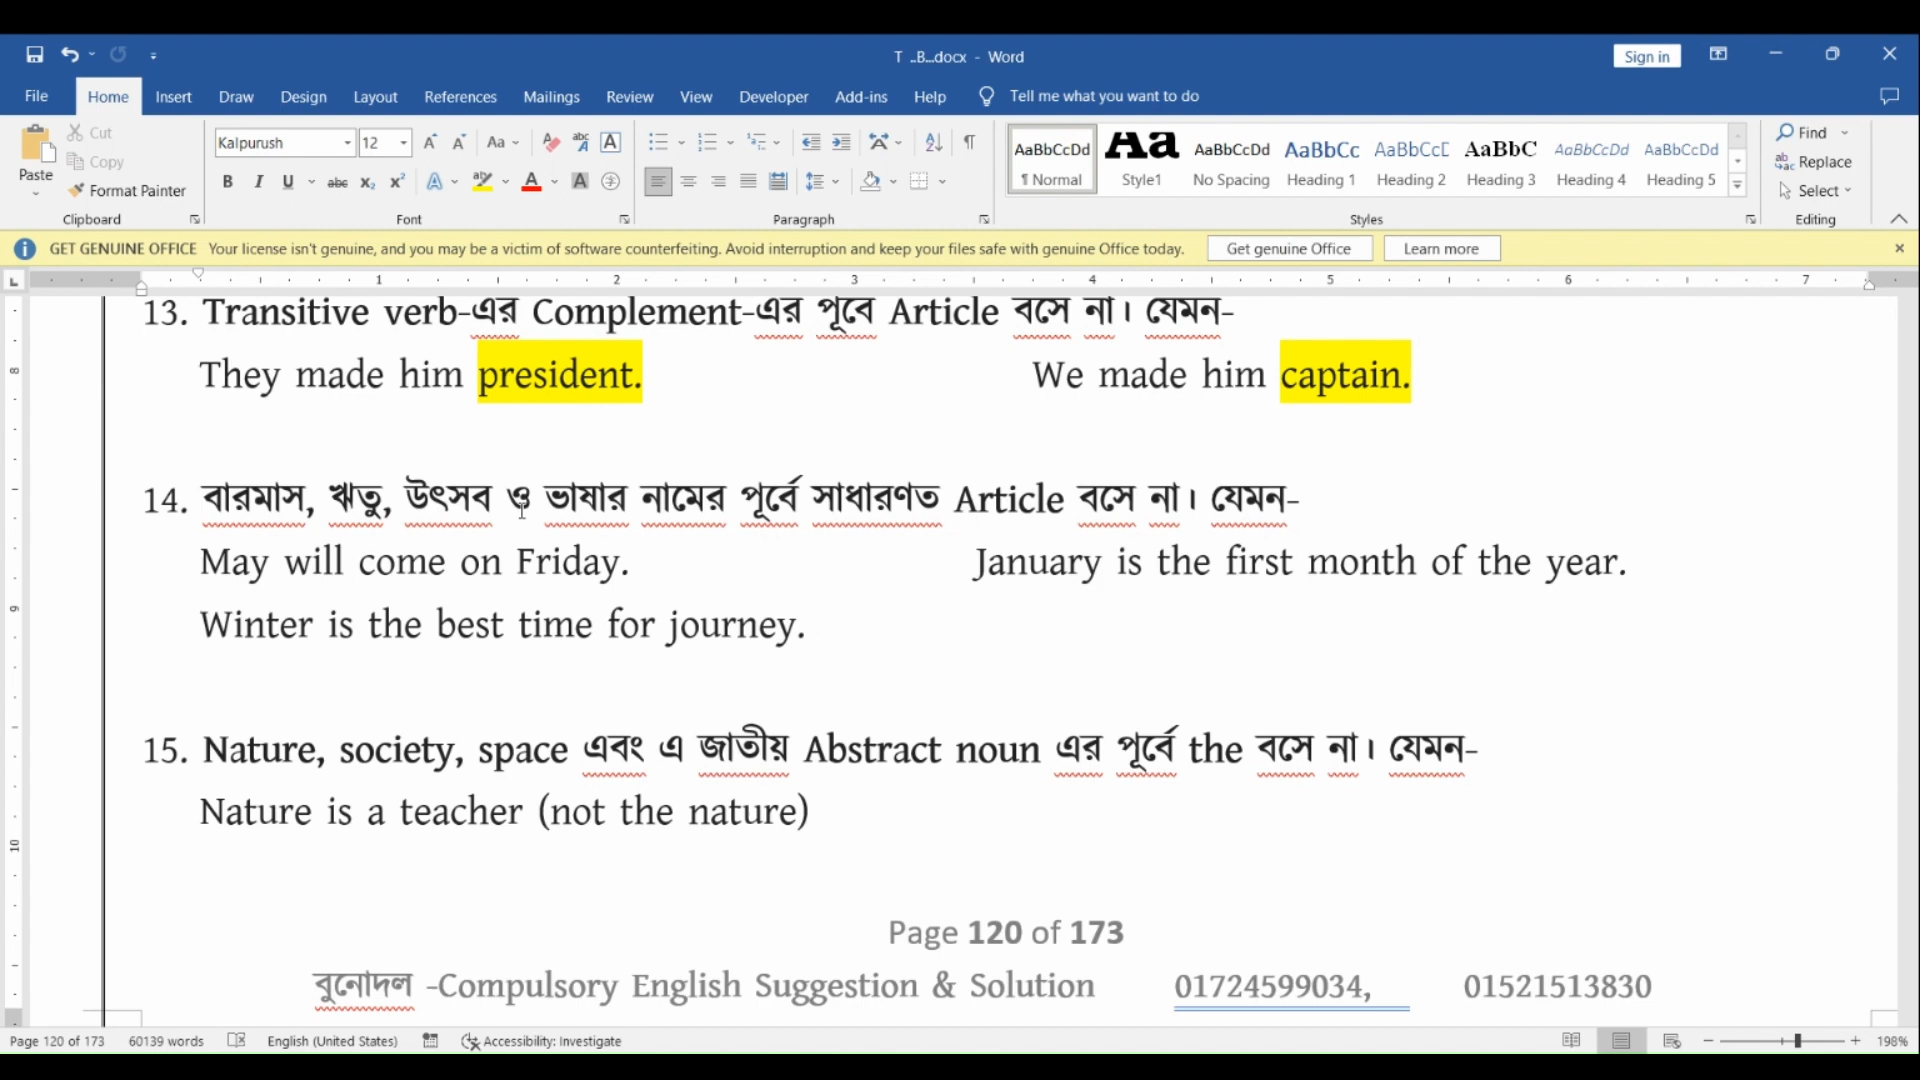 T ..B...docx - Word
Sign in
File Home Insert Draw Design Layout References Mailings Review View Developer Add-ins Help Tell me what you want to do
Paste Cut Copy Format Painter Clipboard
Kalpurush 12 Font
Paragraph
AaBbCcDd AaBbCcDd AaBbCc AaBbCcD AaBbC AaBbCcDd AaBbCcDd
¶ Normal Style1 No Spacing Heading 1 Heading 2 Heading 3 Heading 4 Heading 5
Styles
Find Replace Select Editing
GET GENUINE OFFICE Your license isn't genuine, and you may be a victim of software counterfeiting. Avoid interruption and keep your files safe with genuine Office today. Get genuine Office Learn more
1 2 3 4 5 6 7
13. Transitive verb-এর Complement-এর পূবে Article বসে না। যেমন-
They made him president. We made him captain.
14. বারমাস, ঋতু, উৎসব ও ভাষার নামের পূর্বে সাধারণত Article বসে না। যেমন-
May will come on Friday. January is the first month of the year.
Winter is the best time for journey.
15. Nature, society, space এবং এ জাতীয় Abstract noun এর পূর্বে the বসে না। যেমন-
Nature is a teacher (not the nature)
Page 120 of 173
বুনোদল -Compulsory English Suggestion & Solution 01724599034, 01521513830
Page 120 of 173 60139 words English (United States) Accessibility: Investigate 198%